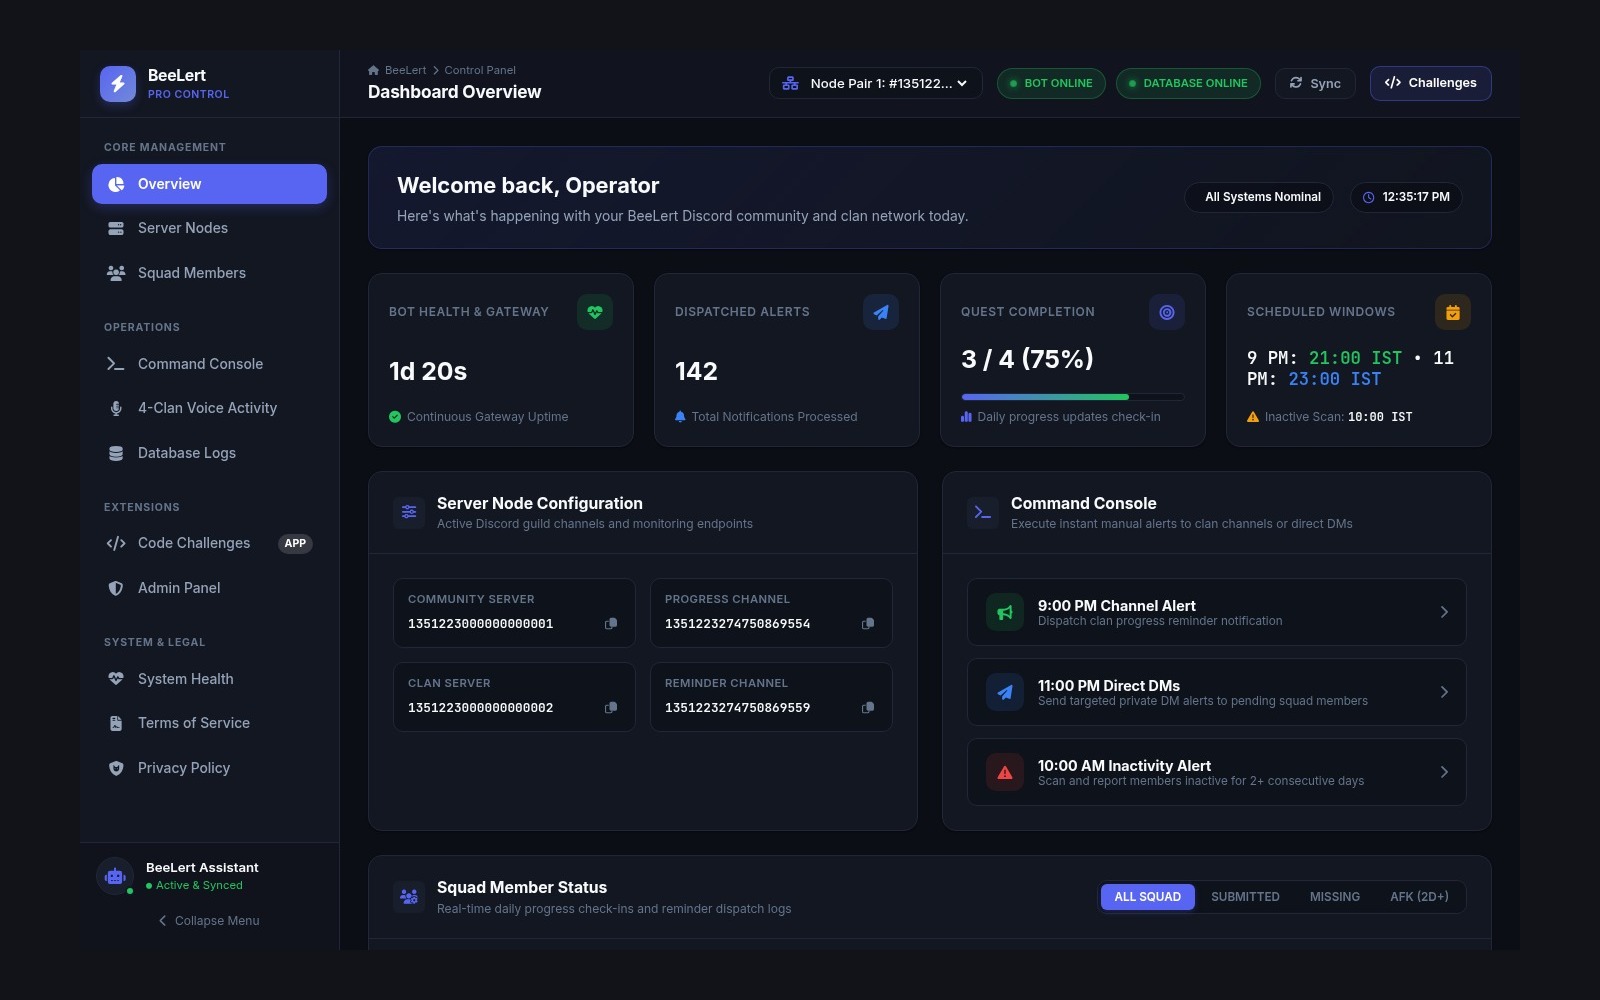 BeeLert
PRO CONTROL
CORE MANAGEMENT
Overview
Server Nodes
Squad Members
OPERATIONS
Command Console
4-Clan Voice Activity
Database Logs
EXTENSIONS
Code Challenges
APP
Admin Panel
SYSTEM & LEGAL
System Health
Terms of Service
Privacy Policy
BeeLert Assistant
Active & Synced
Collapse Menu
BeeLert > Control Panel
Dashboard Overview
Node Pair 1: #135122...
BOT ONLINE
DATABASE ONLINE
Sync
Challenges
Welcome back, Operator
Here's what's happening with your BeeLert Discord community and clan network today.
All Systems Nominal
12:35:17 PM
BOT HEALTH & GATEWAY
1d 20s
Continuous Gateway Uptime
DISPATCHED ALERTS
142
Total Notifications Processed
QUEST COMPLETION
3 / 4 (75%)
Daily progress updates check-in
SCHEDULED WINDOWS
9 PM: 21:00 IST • 11
PM: 23:00 IST
Inactive Scan: 10:00 IST
Server Node Configuration
Active Discord guild channels and monitoring endpoints
COMMUNITY SERVER
1351223000000000001
PROGRESS CHANNEL
1351223274750869554
CLAN SERVER
1351223000000000002
REMINDER CHANNEL
1351223274750869559
Command Console
Execute instant manual alerts to clan channels or direct DMs
9:00 PM Channel Alert
Dispatch clan progress reminder notification
11:00 PM Direct DMs
Send targeted private DM alerts to pending squad members
10:00 AM Inactivity Alert
Scan and report members inactive for 2+ consecutive days
Squad Member Status
Real-time daily progress check-ins and reminder dispatch logs
ALL SQUAD
SUBMITTED
MISSING
AFK (2D+)